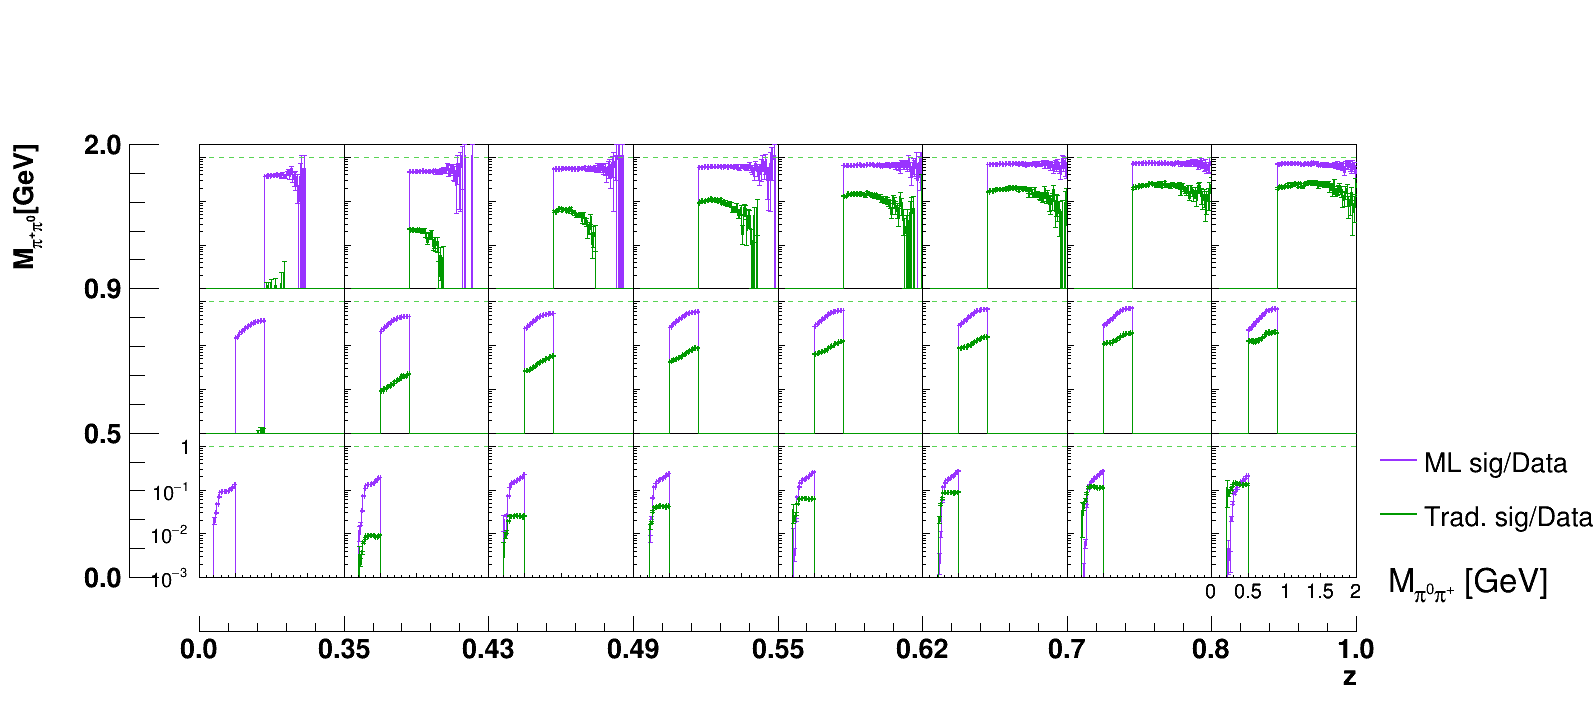 M π⁺π⁰ [GeV]
2.0
0.9
0.5
0.0
1
10⁻¹
10⁻²
10⁻³
ML sig/Data
Trad. sig/Data
0 0.5 1 1.5 2
M π⁰π⁺ [GeV]
0.0 0.35 0.43 0.49 0.55 0.62 0.7 0.8 1.0
z